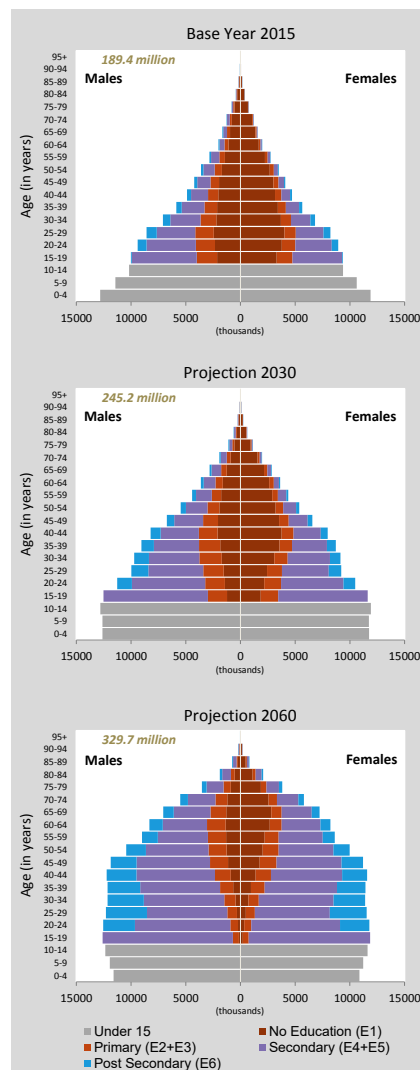 Base Year 2015
189.4 million
Males
Females
Age (in years)
95+
90-94
85-89
80-84
75-79
70-74
65-69
60-64
55-59
50-54
45-49
40-44
35-39
30-34
25-29
20-24
15-19
10-14
5-9
0-4
15000 10000 5000 0 5000 10000 15000
(thousands)
Projection 2030
245.2 million
Males
Females
Age (in years)
95+
90-94
85-89
80-84
75-79
70-74
65-69
60-64
55-59
50-54
45-49
40-44
35-39
30-34
25-29
20-24
15-19
10-14
5-9
0-4
15000 10000 5000 0 5000 10000 15000
(thousands)
Projection 2060
329.7 million
Males
Females
Age (in years)
95+
90-94
85-89
80-84
75-79
70-74
65-69
60-64
55-59
50-54
45-49
40-44
35-39
30-34
25-29
20-24
15-19
10-14
5-9
0-4
15000 10000 5000 0 5000 10000 15000
(thousands)
Under 15
No Education (E1)
Primary (E2+E3)
Secondary (E4+E5)
Post Secondary (E6)